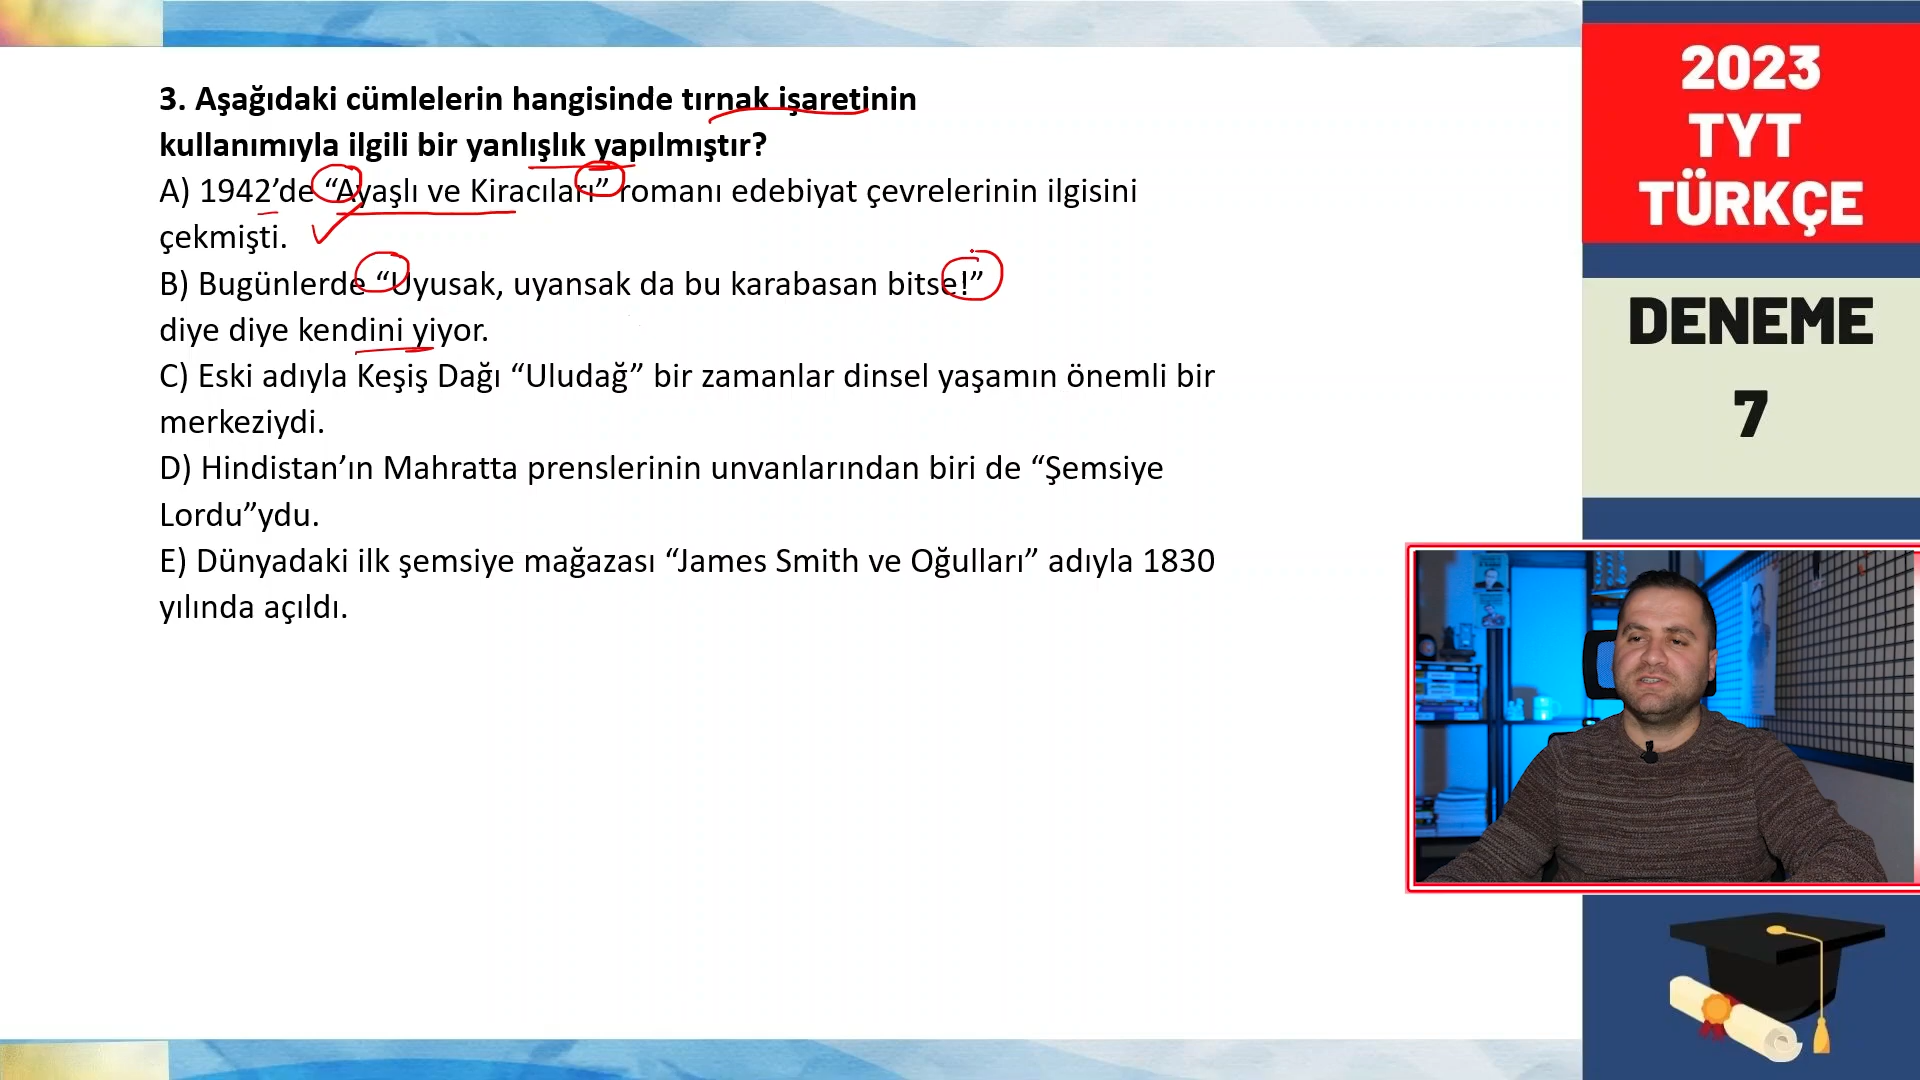 3. Aşağıdaki cümlelerin hangisinde tırnak işaretinin
kullanımıyla ilgili bir yanlışlık yapılmıştır?
A) 1942’de “Ayaşlı ve Kiracıları” romanı edebiyat çevrelerinin ilgisini
çekmişti.
B) Bugünlerde “Uyusak, uyansak da bu karabasan bitse!”
diye diye kendini yiyor.
C) Eski adıyla Keşiş Dağı “Uludağ” bir zamanlar dinsel yaşamın önemli bir
merkeziydi.
D) Hindistan’ın Mahratta prenslerinin unvanlarından biri de “Şemsiye
Lordu”ydu.
E) Dünyadaki ilk şemsiye mağazası “James Smith ve Oğulları” adıyla 1830
yılında açıldı.
2023
TYT
TÜRKÇE
DENEME
7